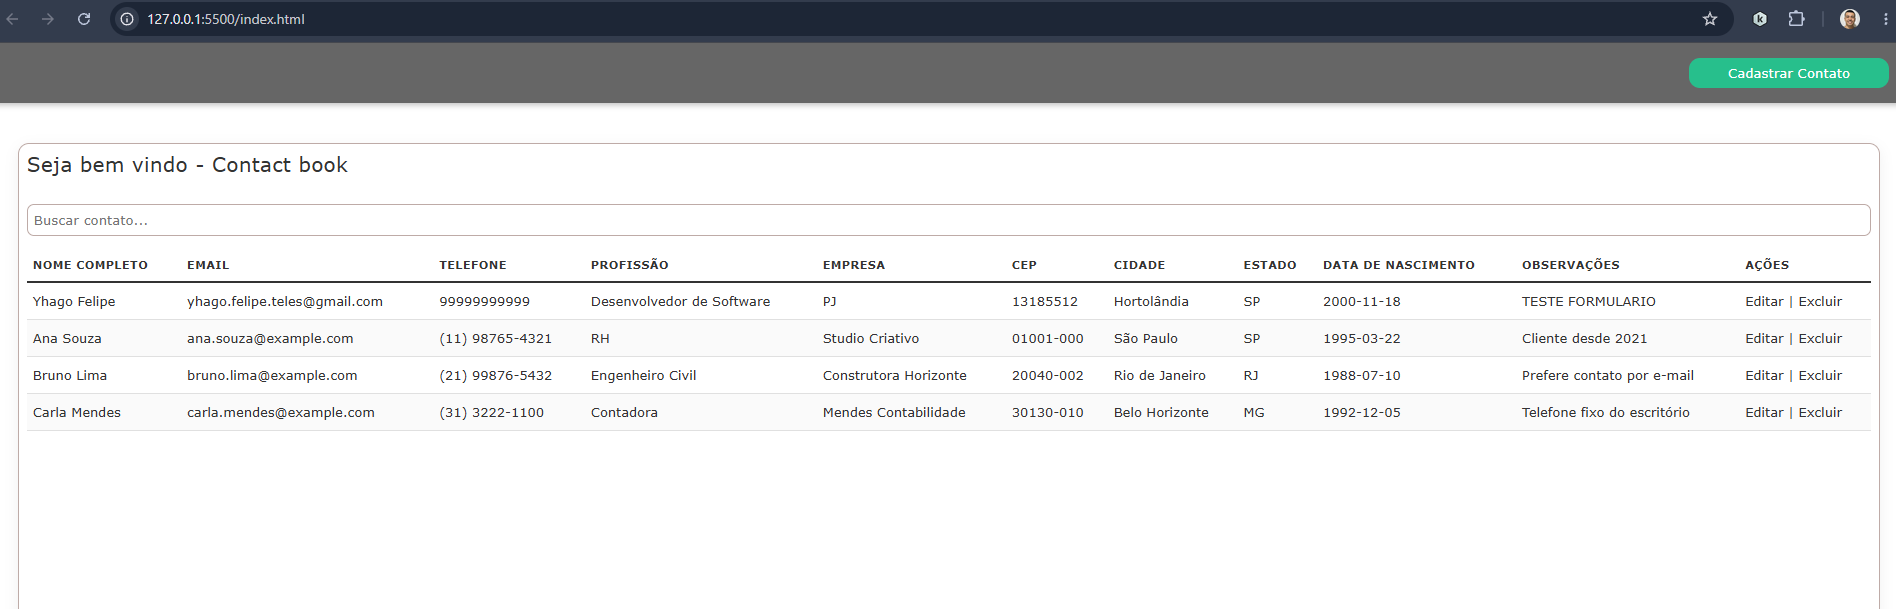 127.0.0.1:5500/index.html
Cadastrar Contato
Seja bem vindo - Contact book
Buscar contato...
NOME COMPLETO EMAIL TELEFONE PROFISSÃO EMPRESA CEP CIDADE ESTADO DATA DE NASCIMENTO OBSERVAÇÕES AÇÕES
Yhago Felipe yhago.felipe.teles@gmail.com 99999999999 Desenvolvedor de Software PJ 13185512 Hortolândia SP 2000-11-18 TESTE FORMULARIO Editar | Excluir
Ana Souza ana.souza@example.com (11) 98765-4321 RH Studio Criativo 01001-000 São Paulo SP 1995-03-22 Cliente desde 2021 Editar | Excluir
Bruno Lima bruno.lima@example.com (21) 99876-5432 Engenheiro Civil Construtora Horizonte 20040-002 Rio de Janeiro RJ 1988-07-10 Prefere contato por e-mail Editar | Excluir
Carla Mendes carla.mendes@example.com (31) 3222-1100 Contadora Mendes Contabilidade 30130-010 Belo Horizonte MG 1992-12-05 Telefone fixo do escritório Editar | Excluir